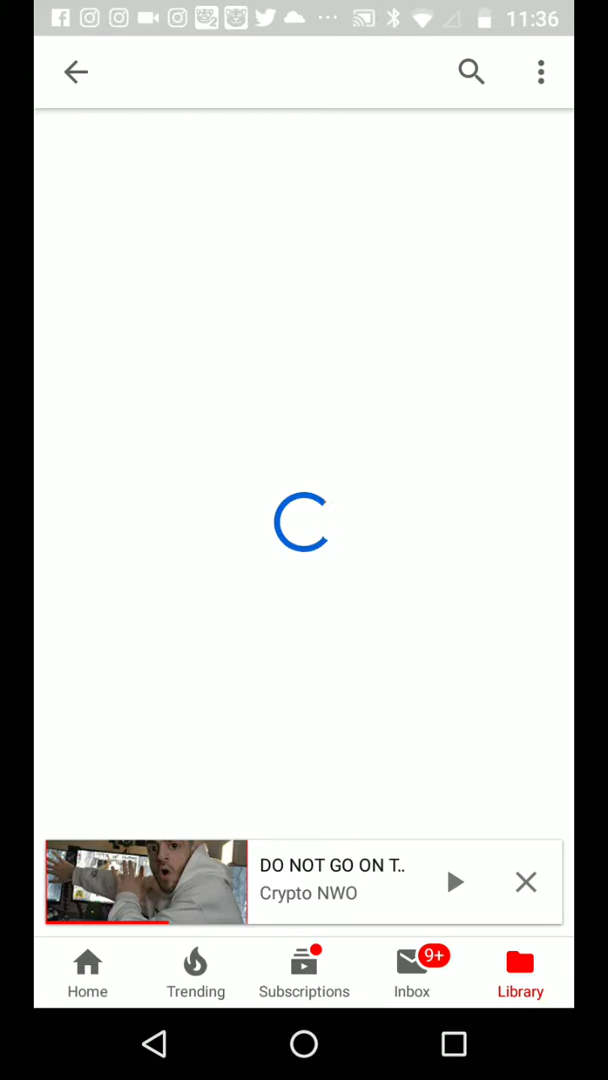 11:36
DO NOT GO ON T..
Crypto NWO
Home
Trending
Subscriptions
9+
Inbox
Library